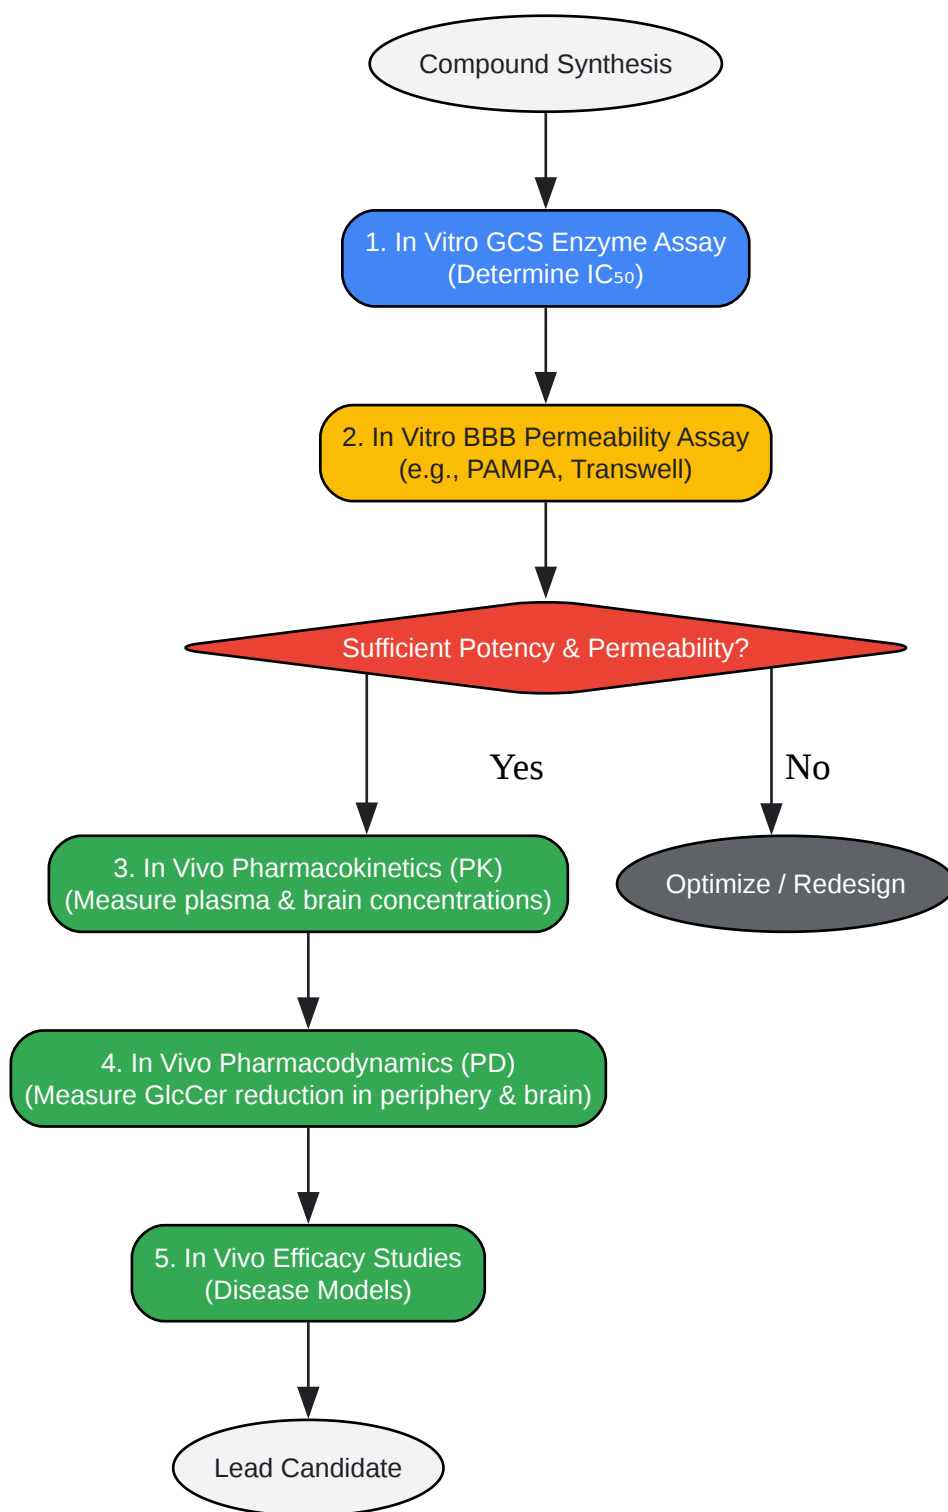 Compound Synthesis
1. In Vitro GCS Enzyme Assay
(Determine IC₅₀)
2. In Vitro BBB Permeability Assay
(e.g., PAMPA, Transwell)
Sufficient Potency & Permeability?
Yes
No
3. In Vivo Pharmacokinetics (PK)
(Measure plasma & brain concentrations)
Optimize / Redesign
4. In Vivo Pharmacodynamics (PD)
(Measure GlcCer reduction in periphery & brain)
5. In Vivo Efficacy Studies
(Disease Models)
Lead Candidate